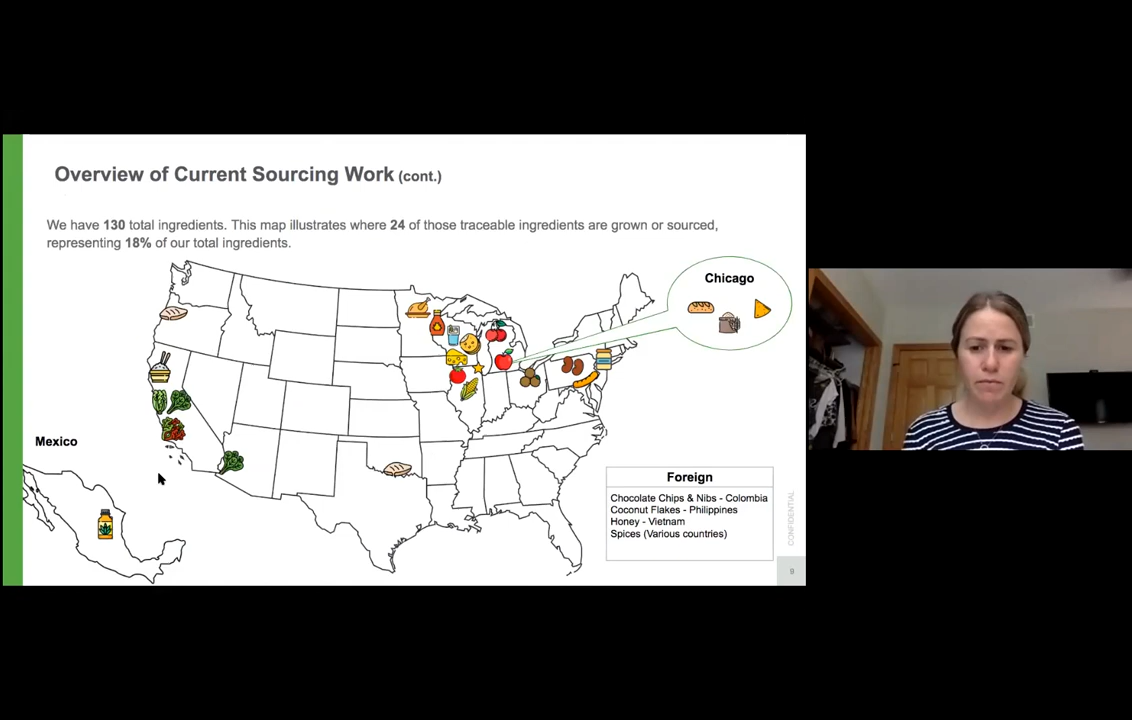 Overview of Current Sourcing Work (cont.)
We have 130 total ingredients. This map illustrates where 24 of those traceable ingredients are grown or sourced,
representing 18% of our total ingredients.
Chicago
Mexico
Foreign
Chocolate Chips & Nibs - Colombia
Coconut Flakes - Philippines
Honey - Vietnam
Spices (Various countries)
CONFIDENTIAL
9